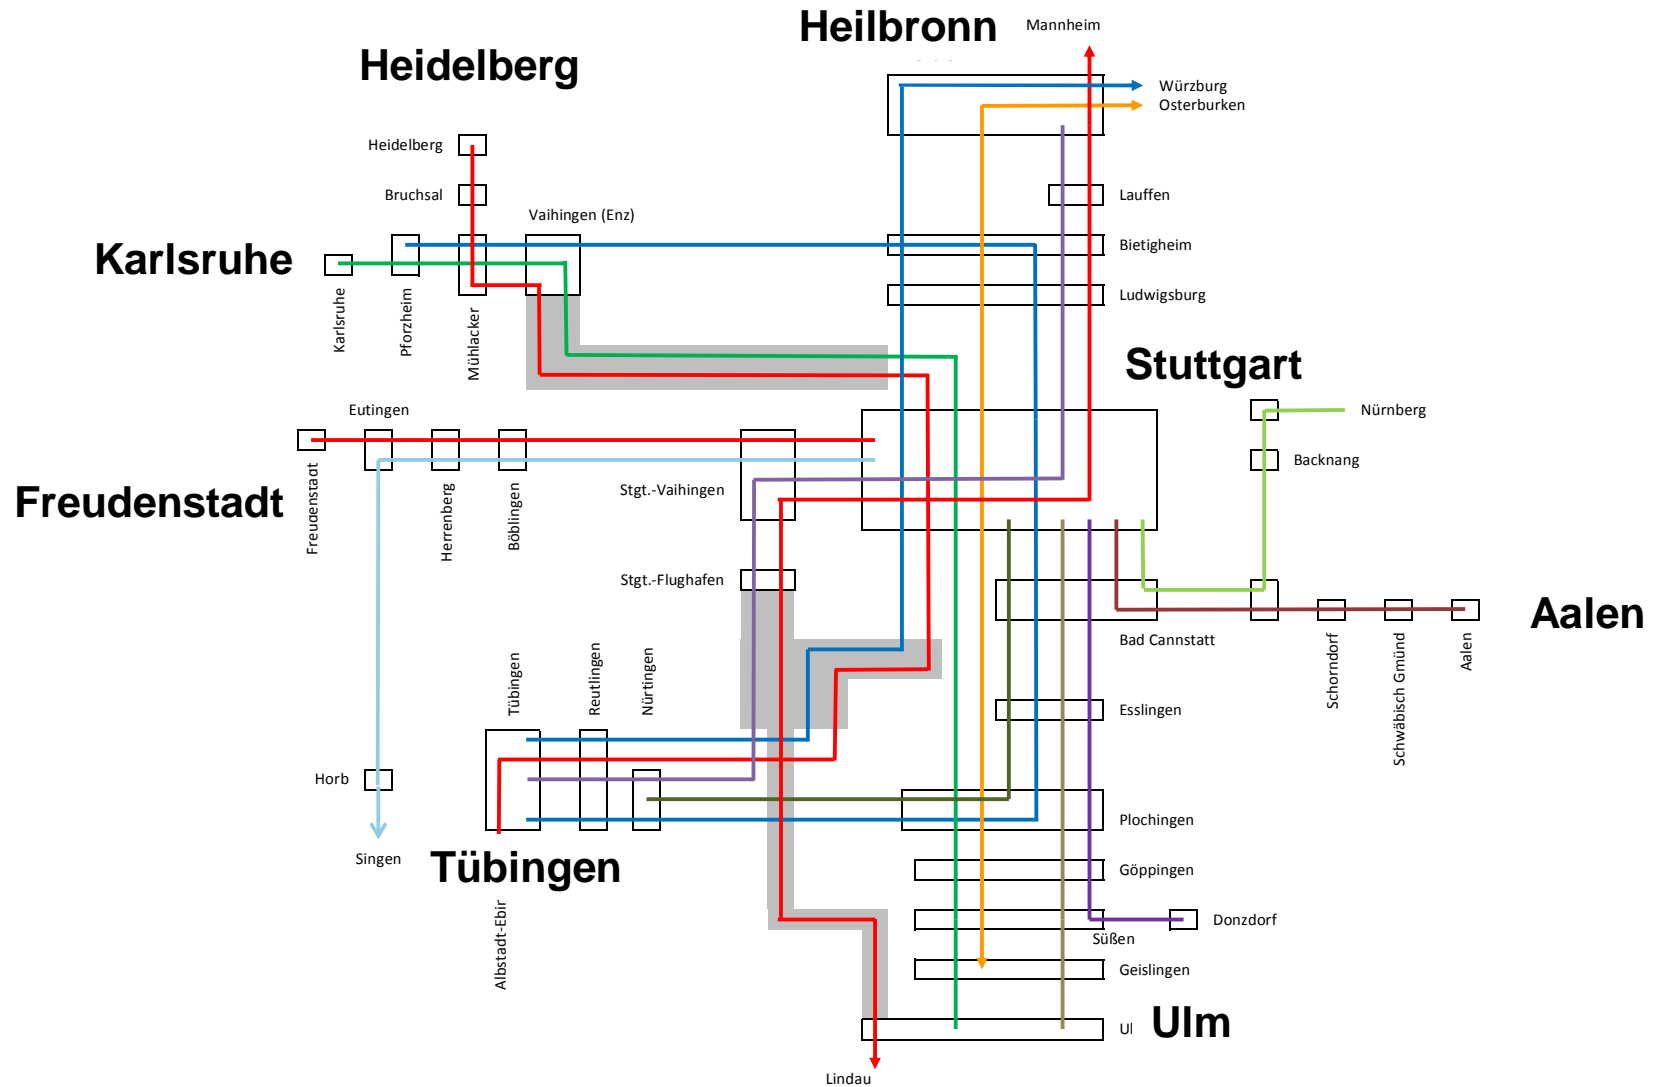 Heilbronn
Mannheim
Heidelberg
Würzburg
Osterburken
Heidelberg
Bruchsal
Lauffen
Vaihingen (Enz)
Karlsruhe
Bietigheim
Ludwigsburg
Karlsruhe
Pforzheim
Mühlacker
Stuttgart
Eutingen
Nürnberg
Backnang
Freudenstadt
Stgt.-Vaihingen
Freudenstadt
Herrenberg
Böblingen
Stgt.-Flughafen
Aalen
Bad Cannstatt
Schorndorf
Schwäbisch Gmünd
Aalen
Tübingen
Reutlingen
Nürtingen
Esslingen
Horb
Plochingen
Singen
Tübingen
Göppingen
Albstadt-Ebir
Donzdorf
Süßen
Geislingen
Ul
Ulm
Lindau